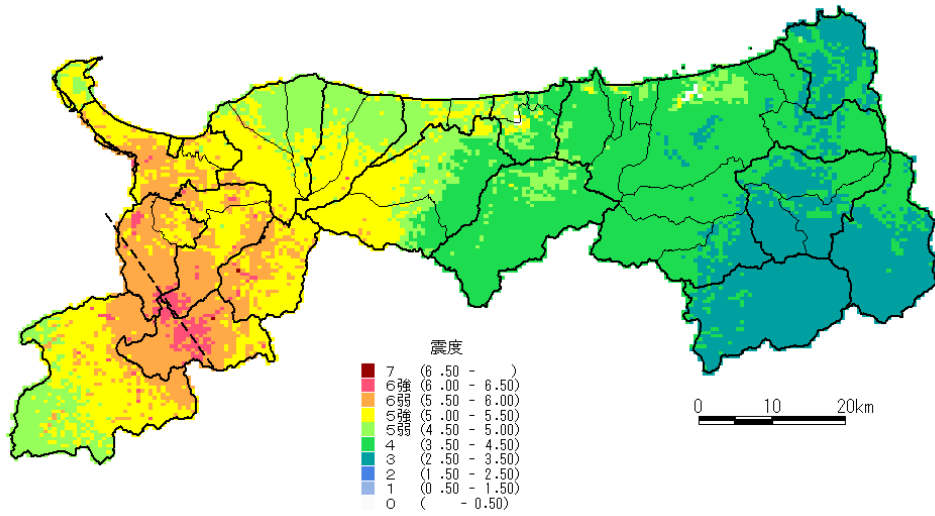 震度
7 (6.50 - )
6強 (6.00 - 6.50)
6弱 (5.50 - 6.00)
5強 (5.00 - 5.50)
5弱 (4.50 - 5.00)
4 (3.50 - 4.50)
3 (2.50 - 3.50)
2 (1.50 - 2.50)
1 (0.50 - 1.50)
0 ( - 0.50)
0 10 20km